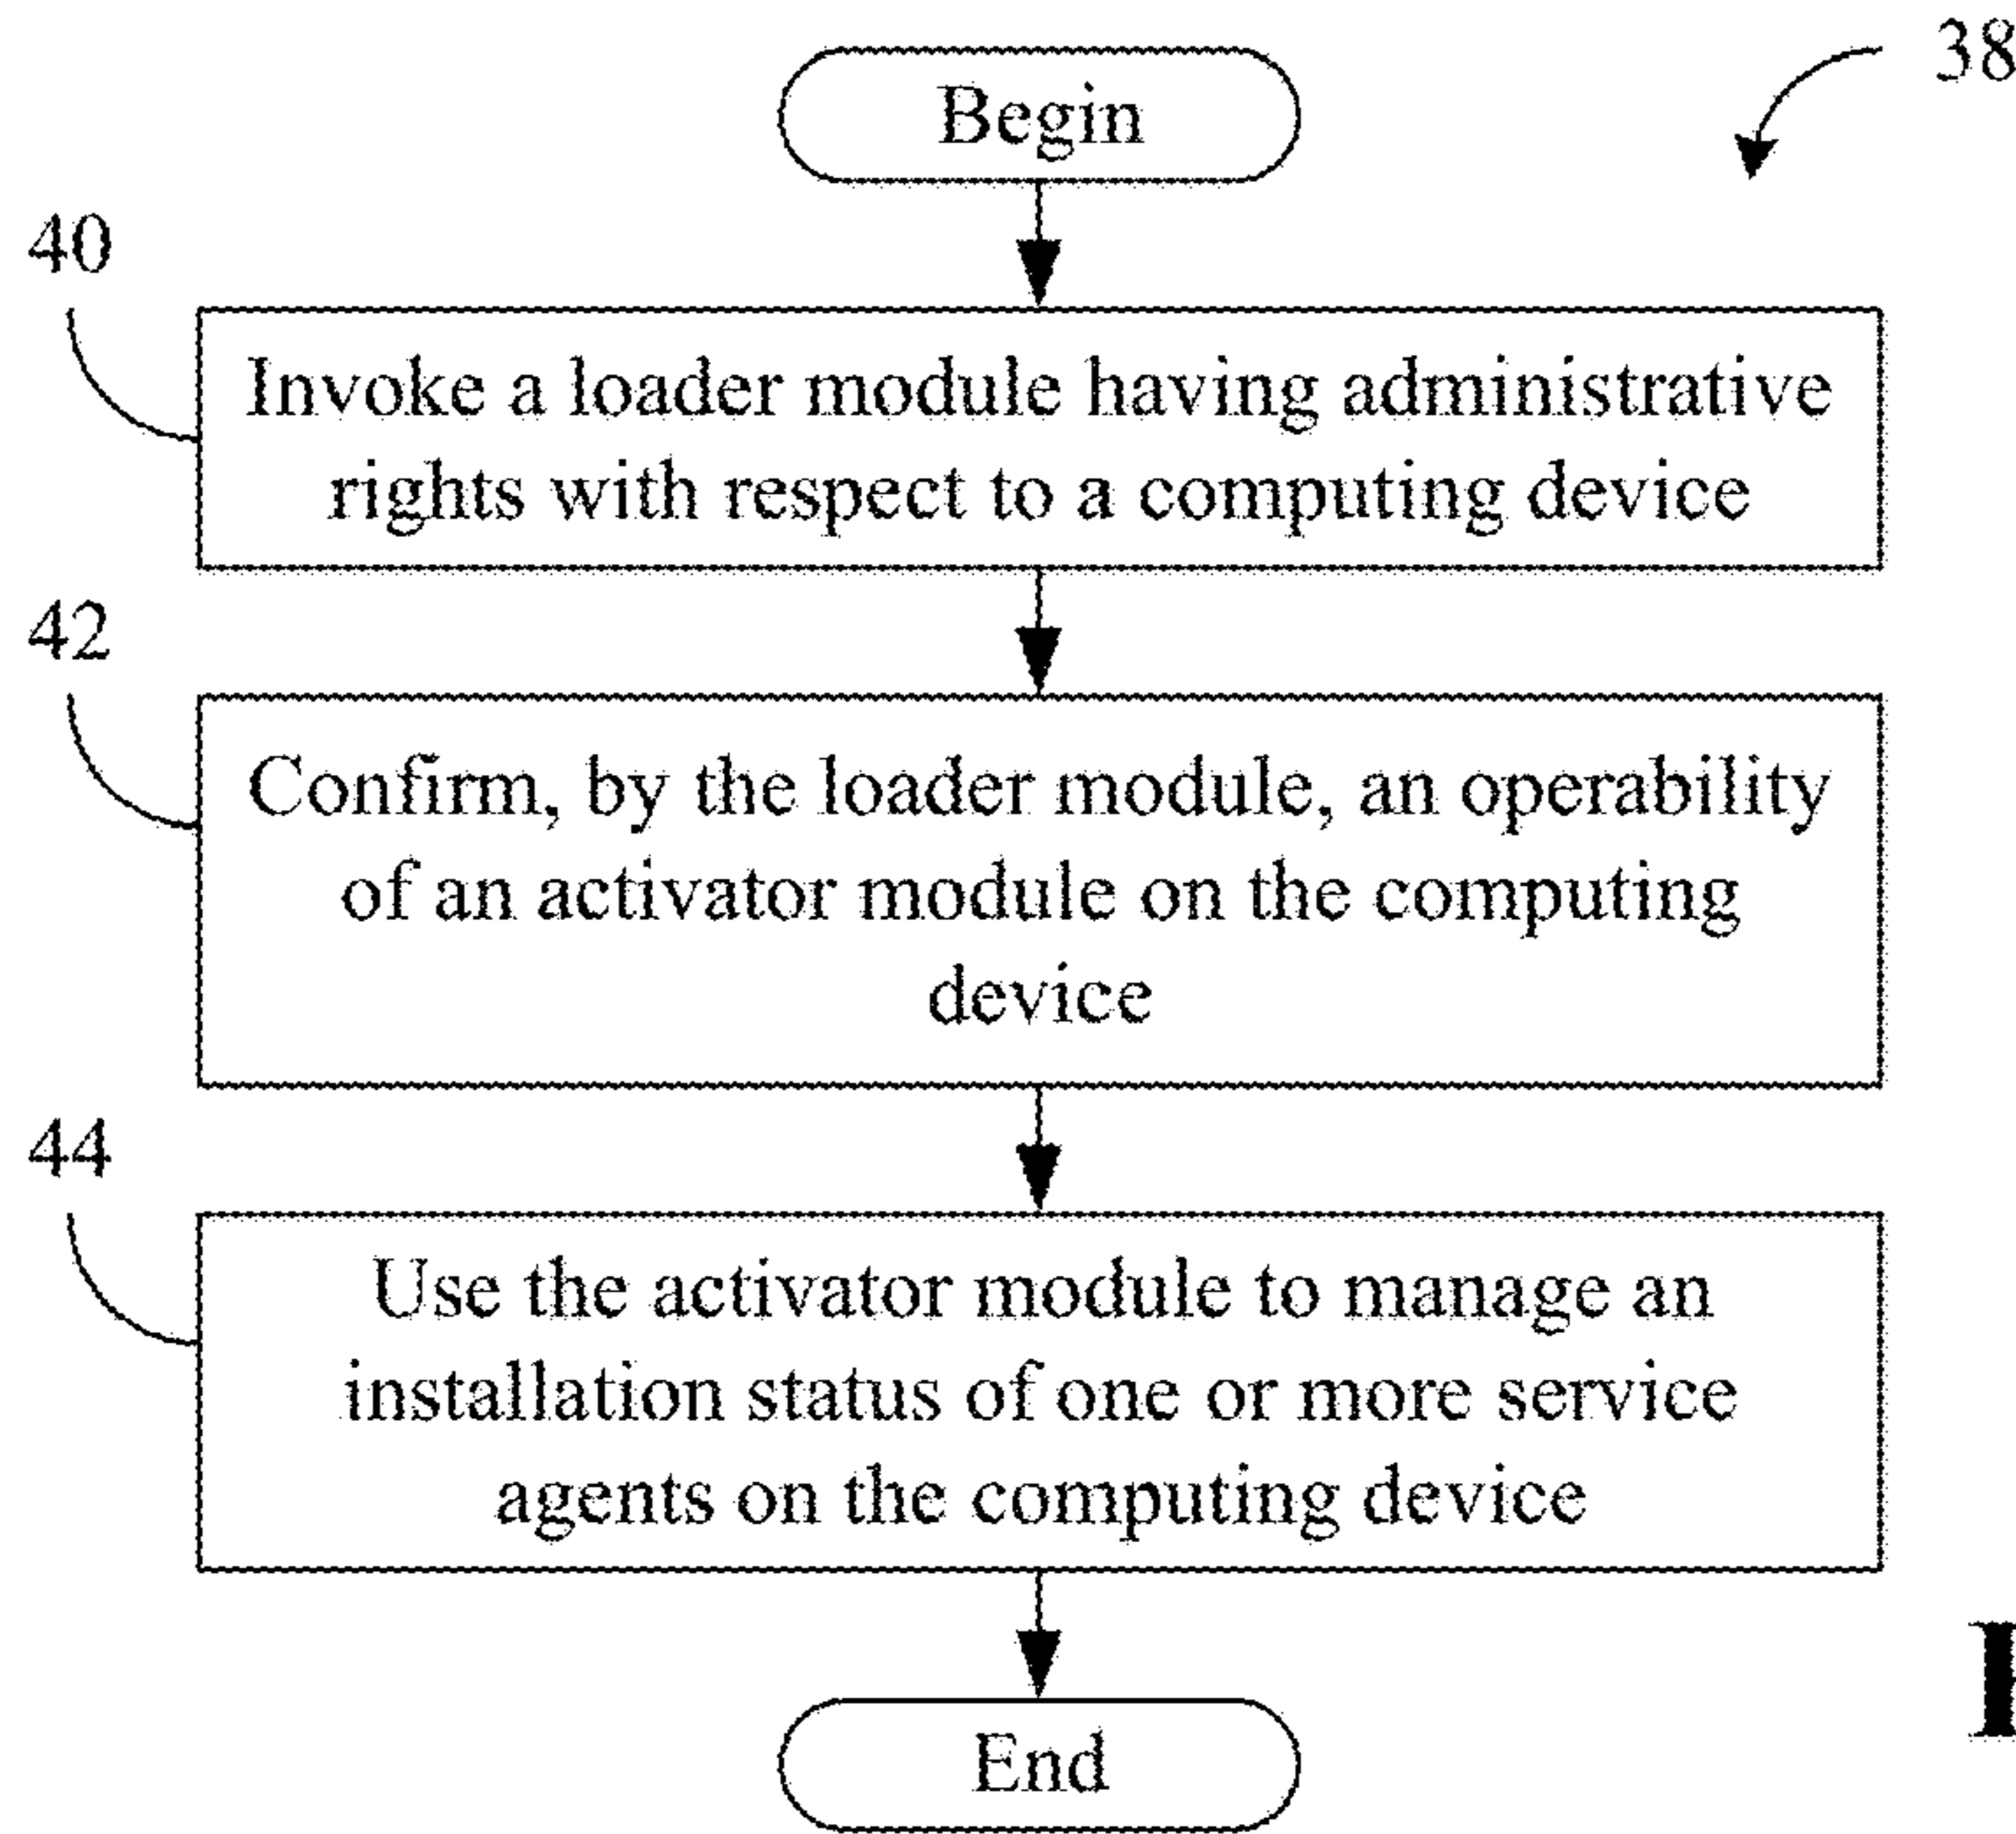 38
Begin
40
Invoke a loader module having administrative
rights with respect to a computing device
42
Confirm, by the loader module, an operability
of an activator module on the computing
device
44
Use the activator module to manage an
installation status of one or more service
agents on the computing device
End